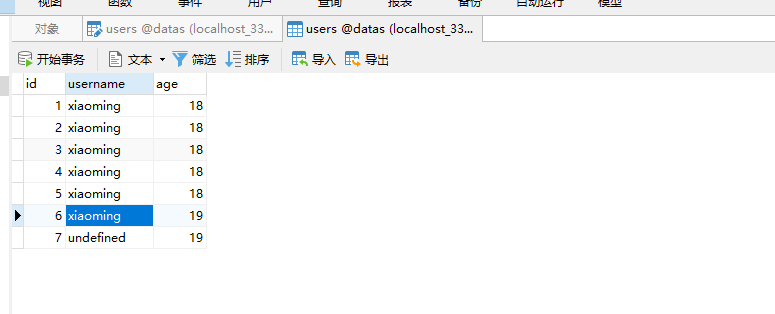 视图 函数 事件 用户 查询 报表 备份 自动运行 模型
对象 users @datas (localhost_33... users @datas (localhost_33...
开始事务 文本 筛选 排序 导入 导出
id username age
1 xiaoming 18
2 xiaoming 18
3 xiaoming 18
4 xiaoming 18
5 xiaoming 18
6 xiaoming 19
7 undefined 19